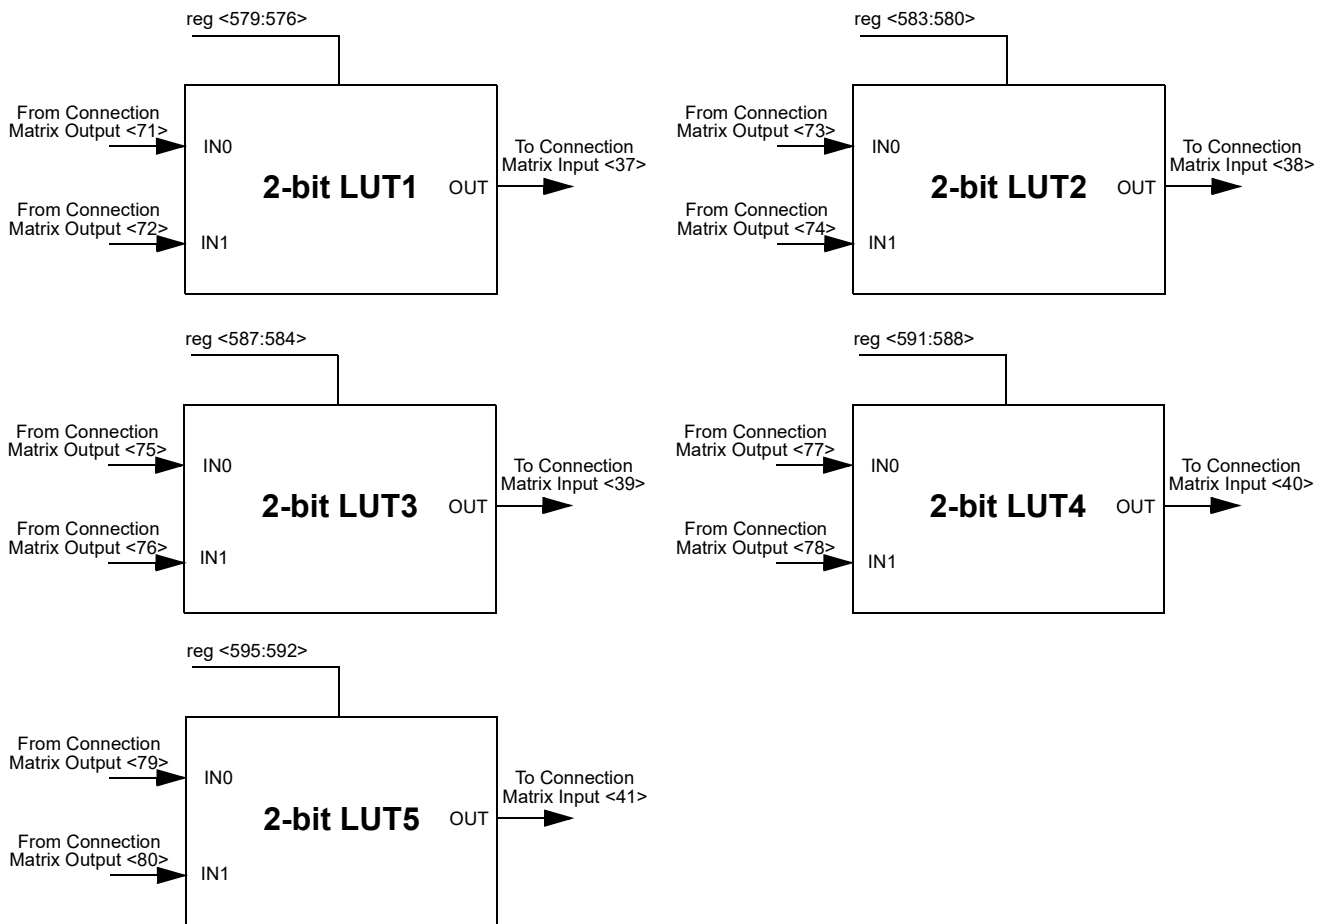 reg <579:576>
From Connection
Matrix Output <71>
IN0
2-bit LUT1
OUT
To Connection
Matrix Input <37>
From Connection
Matrix Output <72>
IN1
reg <583:580>
From Connection
Matrix Output <73>
IN0
2-bit LUT2
OUT
To Connection
Matrix Input <38>
From Connection
Matrix Output <74>
IN1
reg <587:584>
From Connection
Matrix Output <75>
IN0
2-bit LUT3
OUT
To Connection
Matrix Input <39>
From Connection
Matrix Output <76>
IN1
reg <591:588>
From Connection
Matrix Output <77>
IN0
2-bit LUT4
OUT
To Connection
Matrix Input <40>
From Connection
Matrix Output <78>
IN1
reg <595:592>
From Connection
Matrix Output <79>
IN0
2-bit LUT5
OUT
To Connection
Matrix Input <41>
From Connection
Matrix Output <80>
IN1